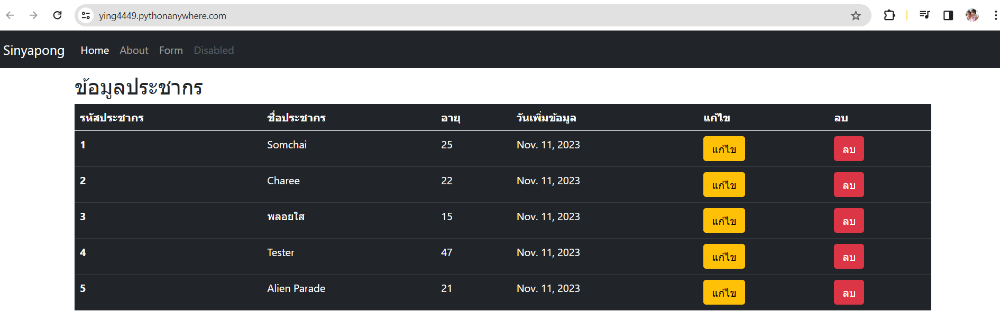 ying4449.pythonanywhere.com
Sinyapong Home About Form Disabled
ข้อมูลประชากร
รหัสประชากร ชื่อประชากร อายุ วันเพิ่มข้อมูล แก้ไข ลบ
1 Somchai 25 Nov. 11, 2023 แก้ไข ลบ
2 Charee 22 Nov. 11, 2023 แก้ไข ลบ
3 พลอยใส 15 Nov. 11, 2023 แก้ไข ลบ
4 Tester 47 Nov. 11, 2023 แก้ไข ลบ
5 Alien Parade 21 Nov. 11, 2023 แก้ไข ลบ